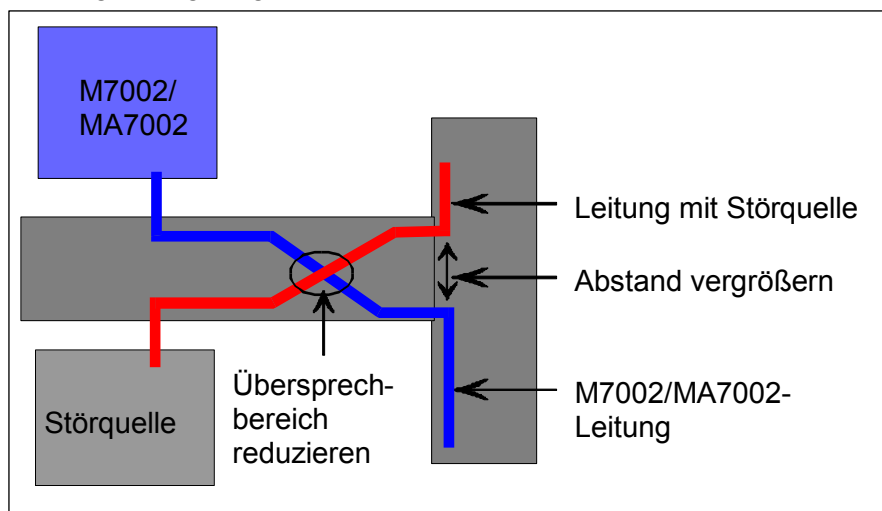 M7002/
MA7002
Leitung mit Störquelle
Abstand vergrößern
Übersprech-
bereich
reduzieren
M7002/MA7002-
Leitung
Störquelle